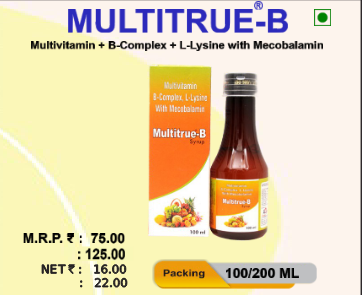 MULTITRUE-B®
Multivitamin + B-Complex + L-Lysine with Mecobalamin
Multivitamin
B-Complex, L-Lysine
With Mecobalamin
Multitrue-B
Syrup
100 ml
Multitrue-B
M.R.P. ₹ : 75.00
: 125.00
NET ₹ : 16.00
: 22.00
Packing 100/200 ML